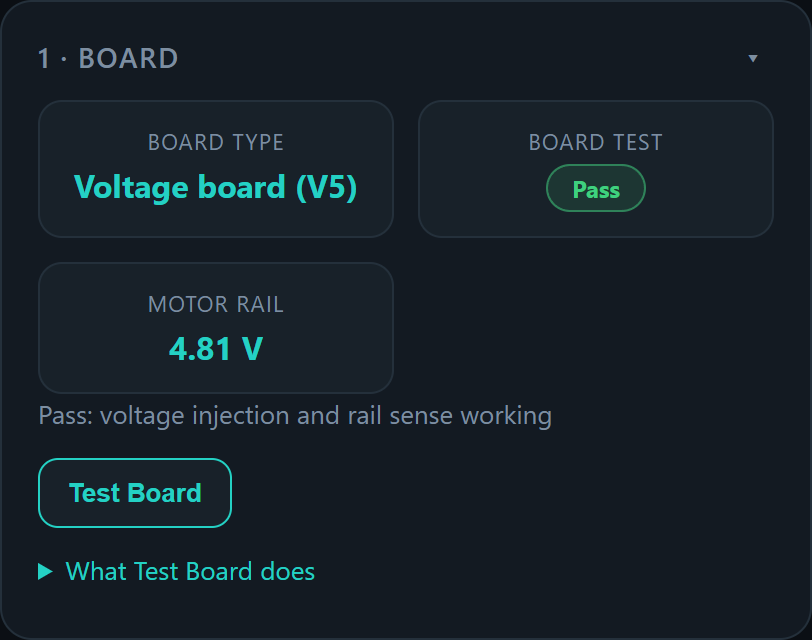 1 · BOARD ▼
BOARD TYPE
Voltage board (V5)
BOARD TEST
Pass
MOTOR RAIL
4.81 V
Pass: voltage injection and rail sense working
Test Board
▶ What Test Board does